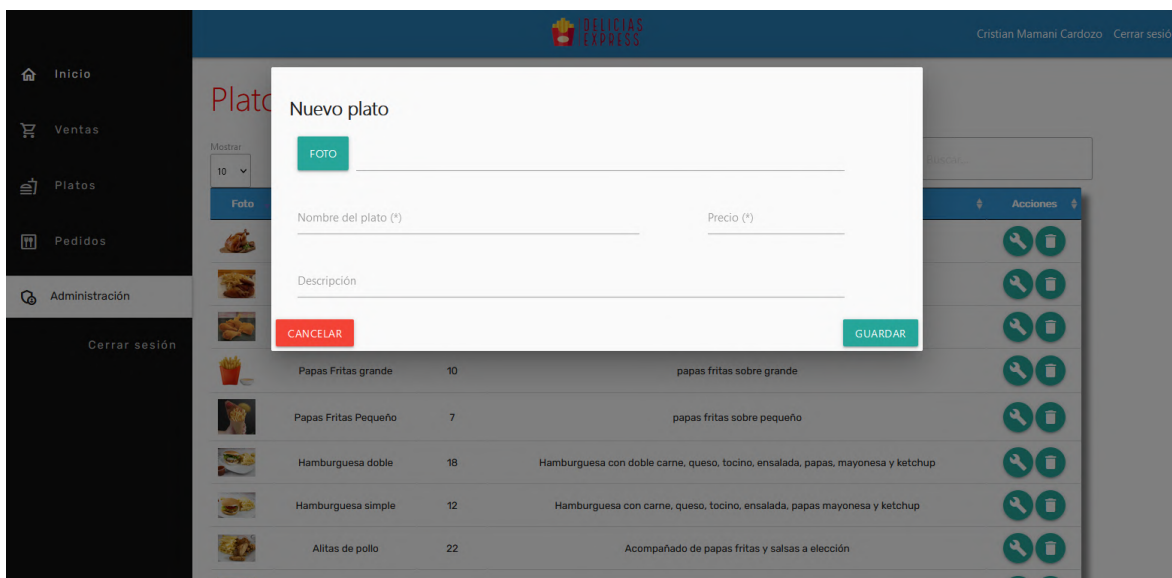 DELICIAS
EXPRESS
Cristian Mamani Cardozo Cerrar sesió
Inicio
Ventas
Platos
Pedidos
Administración
Cerrar sesión
Plato
Mostrar
10
Buscar...
Foto
Acciones
Nuevo plato
FOTO
Nombre del plato (*) Precio (*)
Descripción
CANCELAR GUARDAR
Papas Fritas grande 10 papas fritas sobre grande
Papas Fritas Pequeño 7 papas fritas sobre pequeño
Hamburguesa doble 18 Hamburguesa con doble carne, queso, tocino, ensalada, papas, mayonesa y ketchup
Hamburguesa simple 12 Hamburguesa con carne, queso, tocino, ensalada, papas mayonesa y ketchup
Alitas de pollo 22 Acompañado de papas fritas y salsas a elección